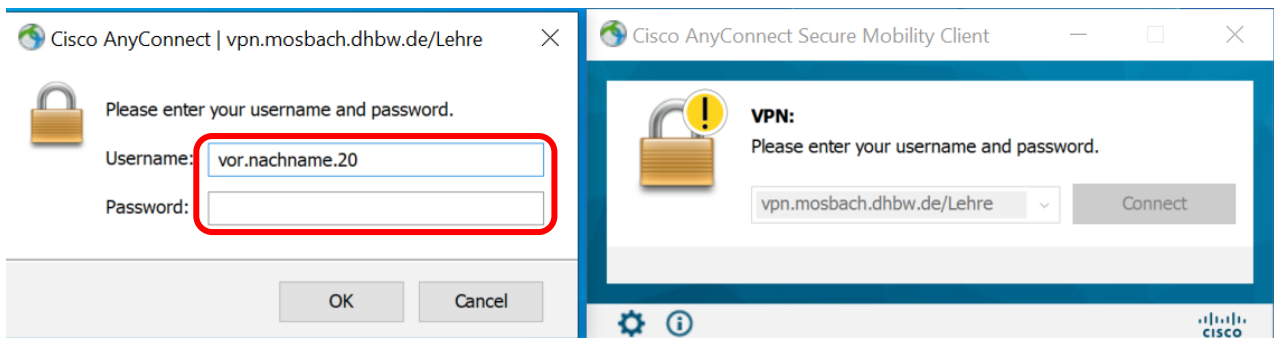 Cisco AnyConnect | vpn.mosbach.dhbw.de/Lehre
Please enter your username and password.
Username: vor.nachname.20
Password:
OK Cancel
Cisco AnyConnect Secure Mobility Client
VPN:
Please enter your username and password.
vpn.mosbach.dhbw.de/Lehre Connect
CISCO